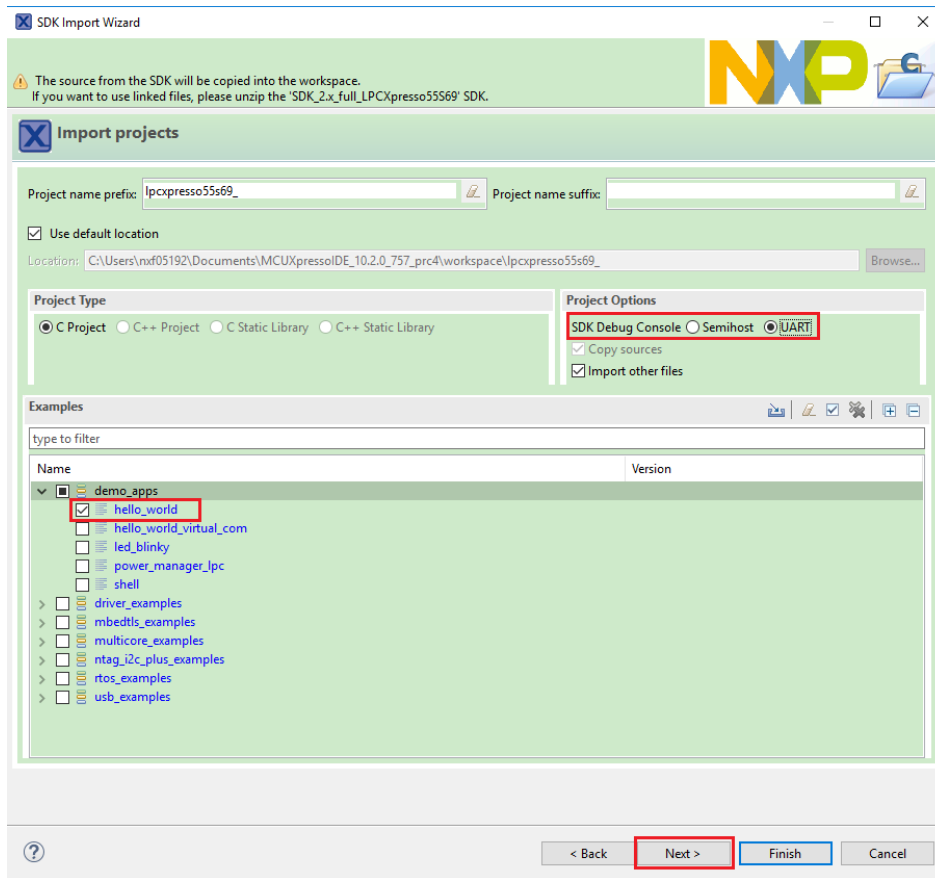 SDK Import Wizard
The source from the SDK will be copied into the workspace.
If you want to use linked files, please unzip the 'SDK_2.x_full_LPCXpresso55S69' SDK.
NXP
C
Import projects
Project name prefix: lpcxpresso55s69_ Project name suffix:
Use default location
Location: C:\Users\nxf05192\Documents\MCUXpressoIDE_10.2.0_757_prc4\workspace\lpcxpresso55s69_ Browse...
Project Type Project Options
C Project C++ Project C Static Library C++ Static Library SDK Debug Console Semihost UART
Copy sources
Import other files
Examples
type to filter
Name Version
demo_apps
hello_world
hello_world_virtual_com
led_blinky
power_manager_lpc
shell
driver_examples
mbedtls_examples
multicore_examples
ntag_i2c_plus_examples
rtos_examples
usb_examples
? < Back Next > Finish Cancel